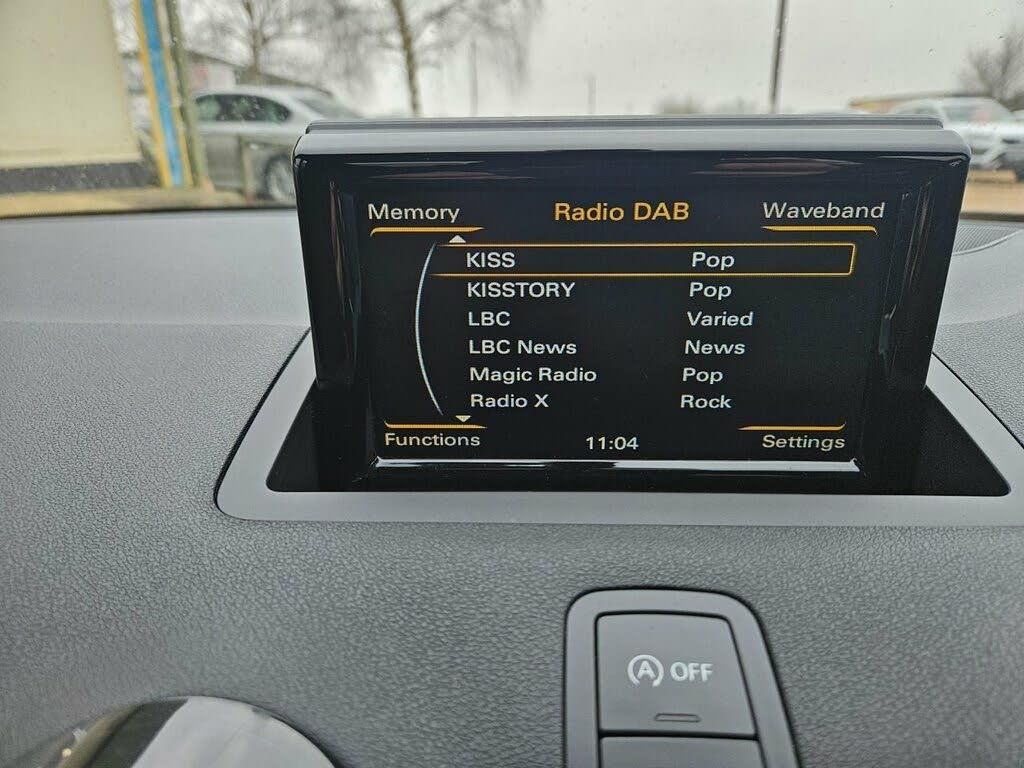 Memory Radio DAB Waveband
KISS Pop
KISSTORY Pop
LBC Varied
LBC News News
Magic Radio Pop
Radio X Rock
Functions 11:04 Settings
A OFF